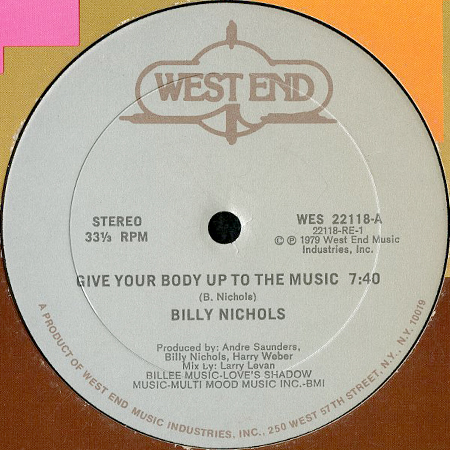 WEST END
STEREO
33⅓ RPM
WES 22118-A
22118-RE-1
© ℗ 1979 West End Music
Industries, Inc.
GIVE YOUR BODY UP TO THE MUSIC 7:40
(B. Nichols)
BILLY NICHOLS
Produced by: Andre Saunders,
Billy Nichols, Harry Weber
Mix by: Larry Levan
BILLEE MUSIC-LOVE'S SHADOW
MUSIC-MULTI MOOD MUSIC INC.-BMI
A PRODUCT OF WEST END MUSIC INDUSTRIES, INC., 250 WEST 57TH STREET, N.Y., N.Y. 10019